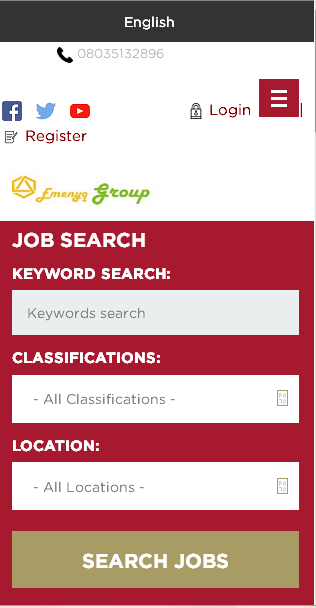 English
08035132896
Login
Register
Emenyq Group
JOB SEARCH
KEYWORD SEARCH:
Keywords search
CLASSIFICATIONS:
- All Classifications -
LOCATION:
- All Locations -
SEARCH JOBS